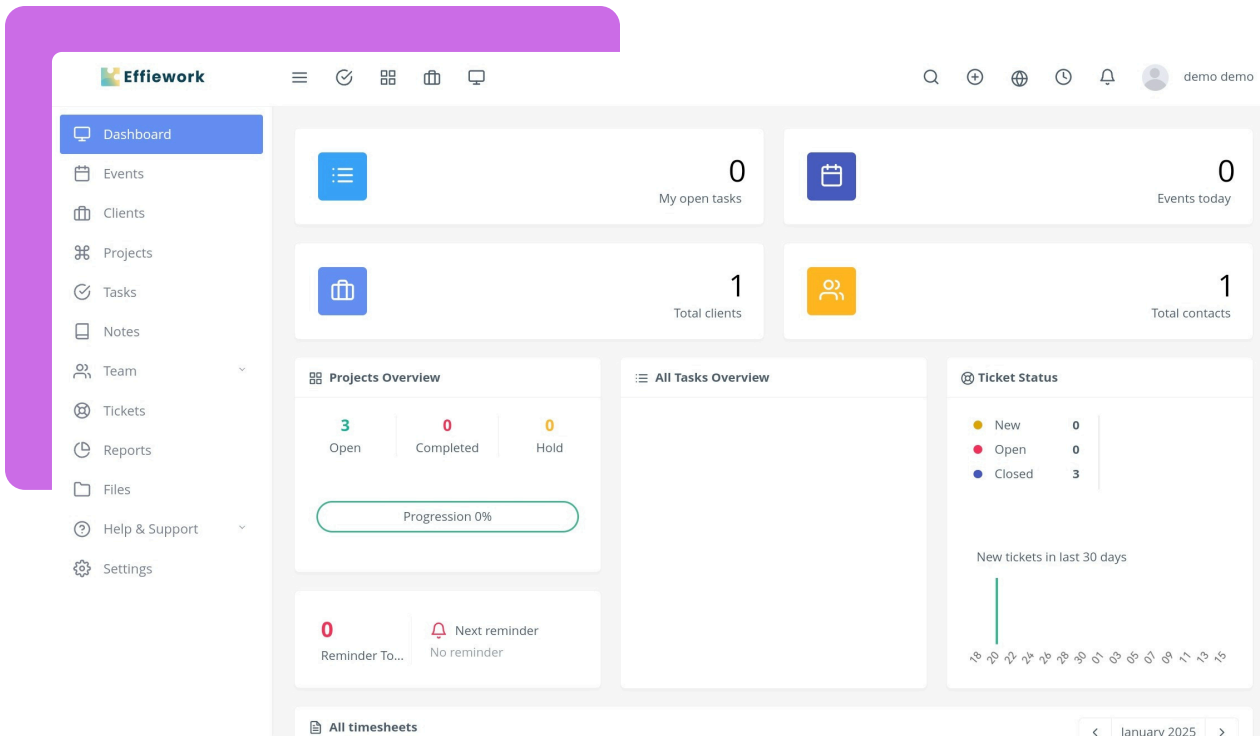 Effiework
demo demo
Dashboard
Events
Clients
Projects
Tasks
Notes
Team
Tickets
Reports
Files
Help & Support
Settings
0
My open tasks
0
Events today
1
Total clients
1
Total contacts
Projects Overview
3
Open
0
Completed
0
Hold
Progression 0%
0
Reminder To...
Next reminder
No reminder
All Tasks Overview
Ticket Status
New 0
Open 0
Closed 3
New tickets in last 30 days
18 20 22 24 26 28 30 01 03 05 07 09 11 13 15
All timesheets
January 2025